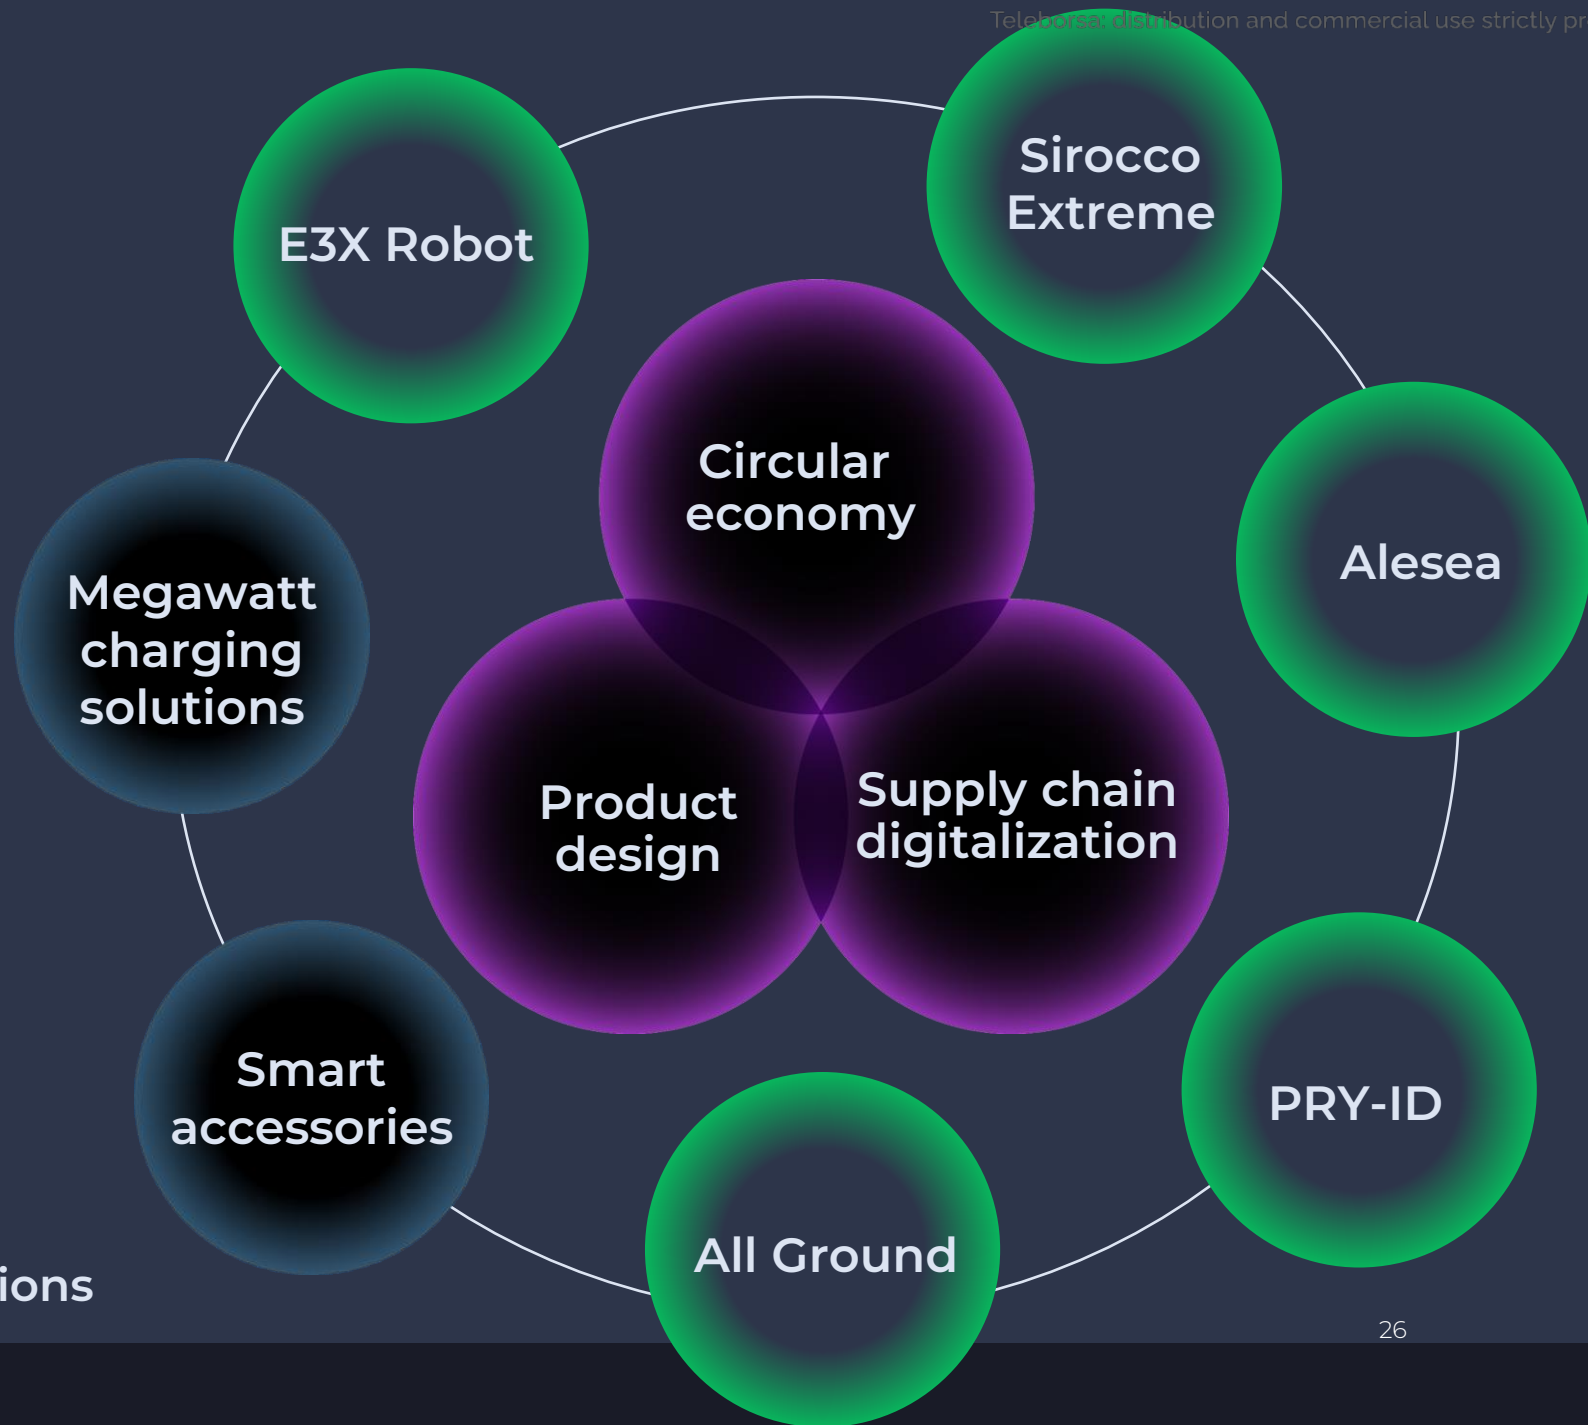 Teleborsa: distribution and commercial use strictly pr
Sirocco
Extreme
E3X Robot
Circular
economy
Alesea
Megawatt
charging
solutions
Product
design
Supply chain
digitalization
Smart
accessories
PRY-ID
All Ground
ions
26